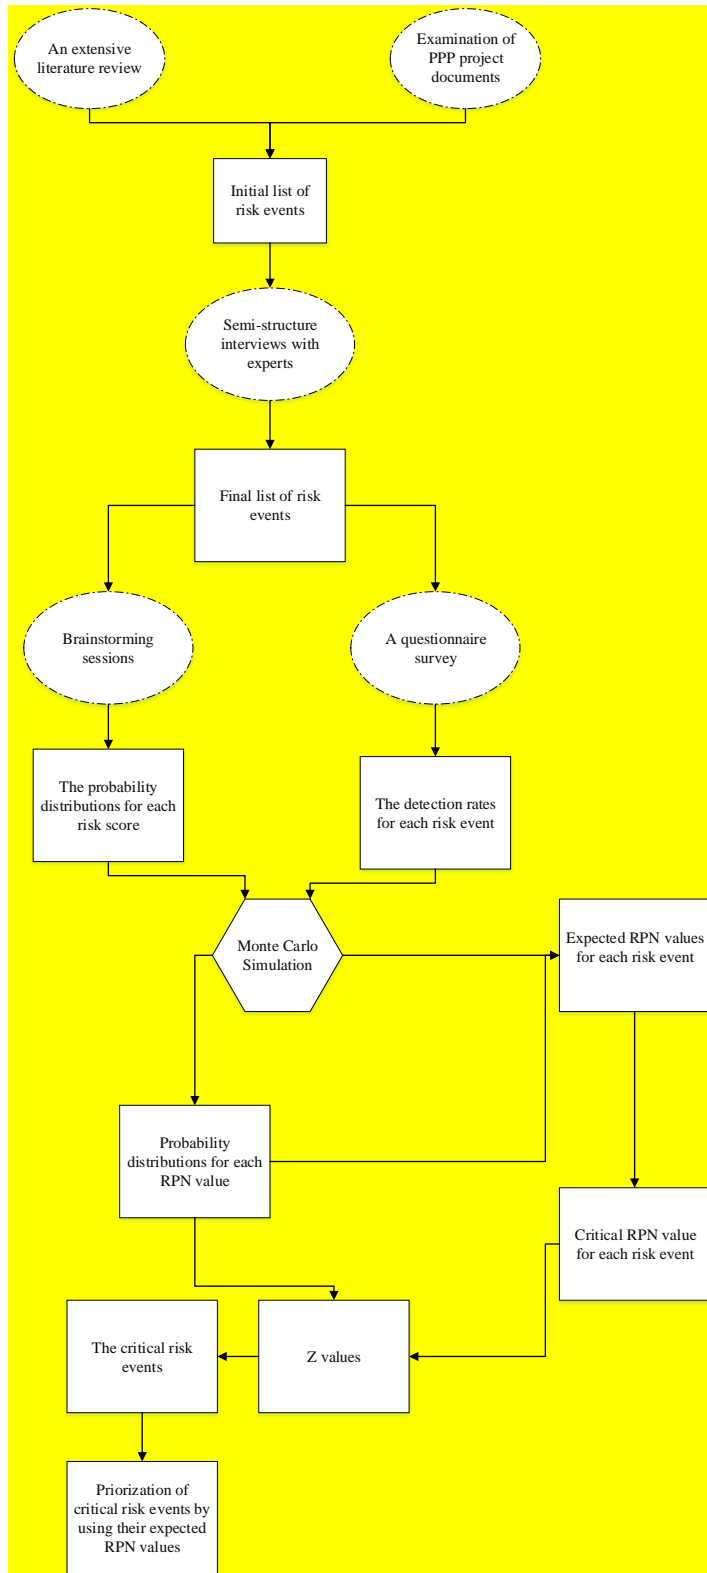 An extensive
literature review
Examination of
PPP project
documents
Initial list of
risk events
Semi-structure
interviews with
experts
Final list of risk
events
Brainstorming
sessions
A questionnaire
survey
The probability
distributions for each
risk score
The detection rates
for each risk event
Monte Carlo
Simulation
Expected RPN values
for each risk event
Probability
distributions for each
RPN value
Critical RPN value
for each risk event
The critical risk
events
Z values
Priorization of
critical risk events by
using their expected
RPN values